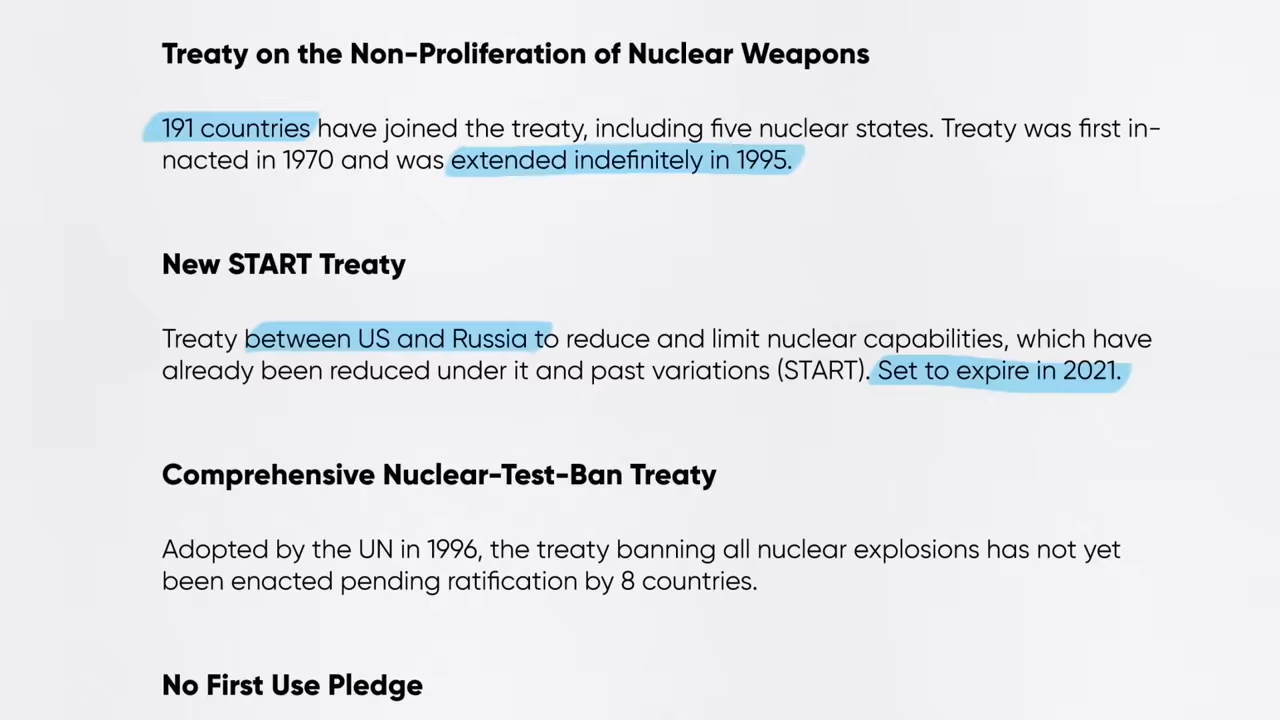 Treaty on the Non-Proliferation of Nuclear Weapons
191 countries have joined the treaty, including five nuclear states. Treaty was first in-
nacted in 1970 and was extended indefinitely in 1995.
New START Treaty
Treaty between US and Russia to reduce and limit nuclear capabilities, which have
already been reduced under it and past variations (START). Set to expire in 2021.
Comprehensive Nuclear-Test-Ban Treaty
Adopted by the UN in 1996, the treaty banning all nuclear explosions has not yet
been enacted pending ratification by 8 countries.
No First Use Pledge